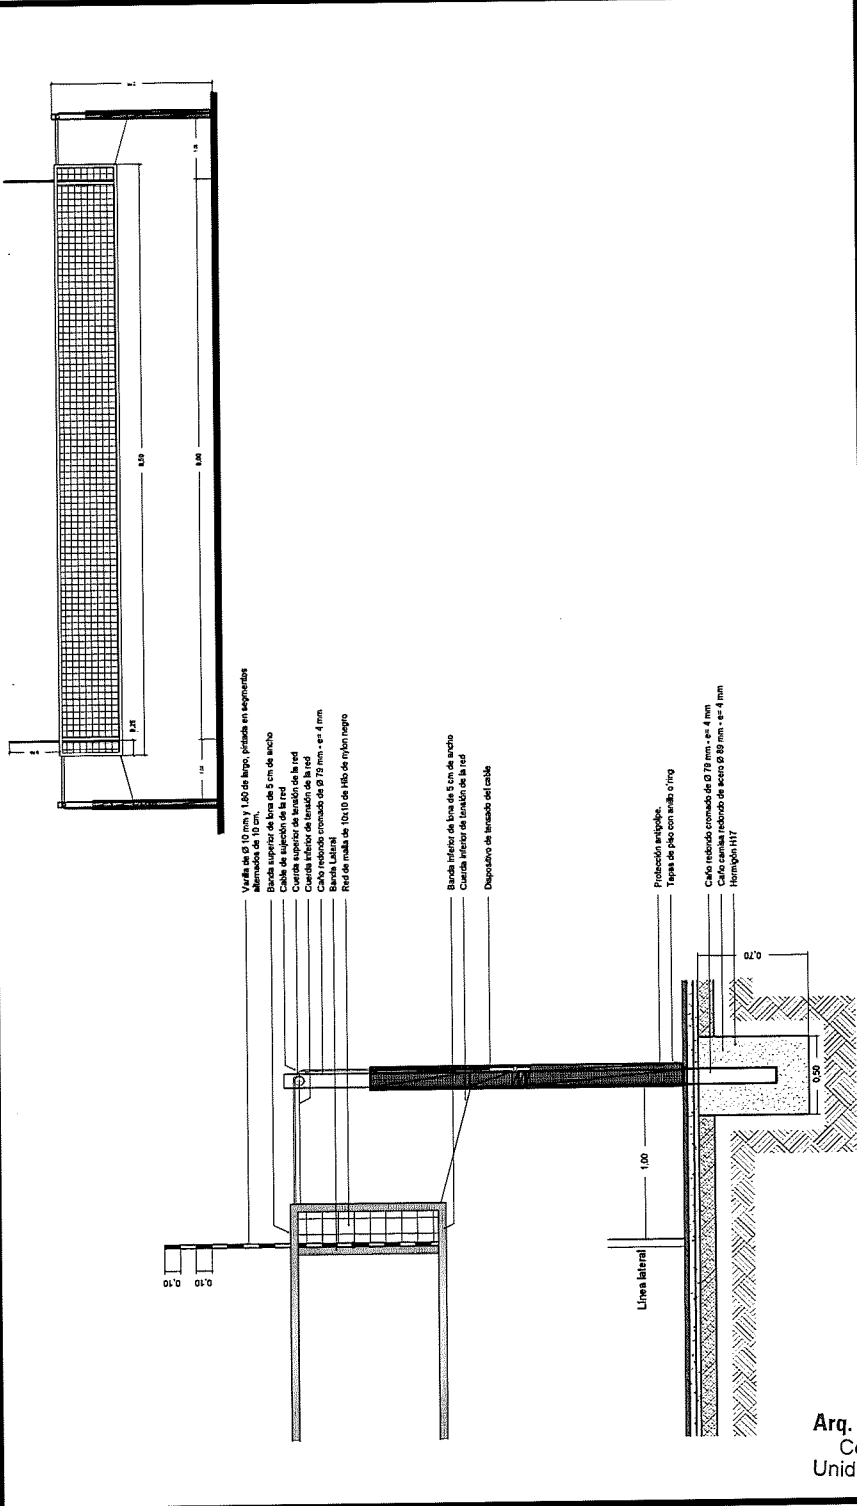 9,50
9,00
0,25
Varilla de Ø 10 mm y 1.80 de largo, pintada en segmentos
alternados de 10 cm.
Banda superior de lona de 5 cm de ancho
Cable de sujeción de la red
Cuerda superior de tensión de la red
Cuerda inferior de tensión de la red
Caño redondo cromado de Ø 79 mm - e= 4 mm
Banda Lateral
Red de malla de 10x10 de Hilo de nylon negro
Banda inferior de lona de 5 cm de ancho
Cuerda inferior de tensión de la red
Dispositivo de tensado del cable
Protección antigolpe.
Tapas de piso con anillo o'ring
Caño redondo cromado de Ø 79 mm - e= 4 mm
Caño camisa redondo de acero Ø 89 mm - e= 4 mm
Hormigón H17
0,10
0,10
1,00
Línea lateral
0,70
0,50
Arq.
Unid